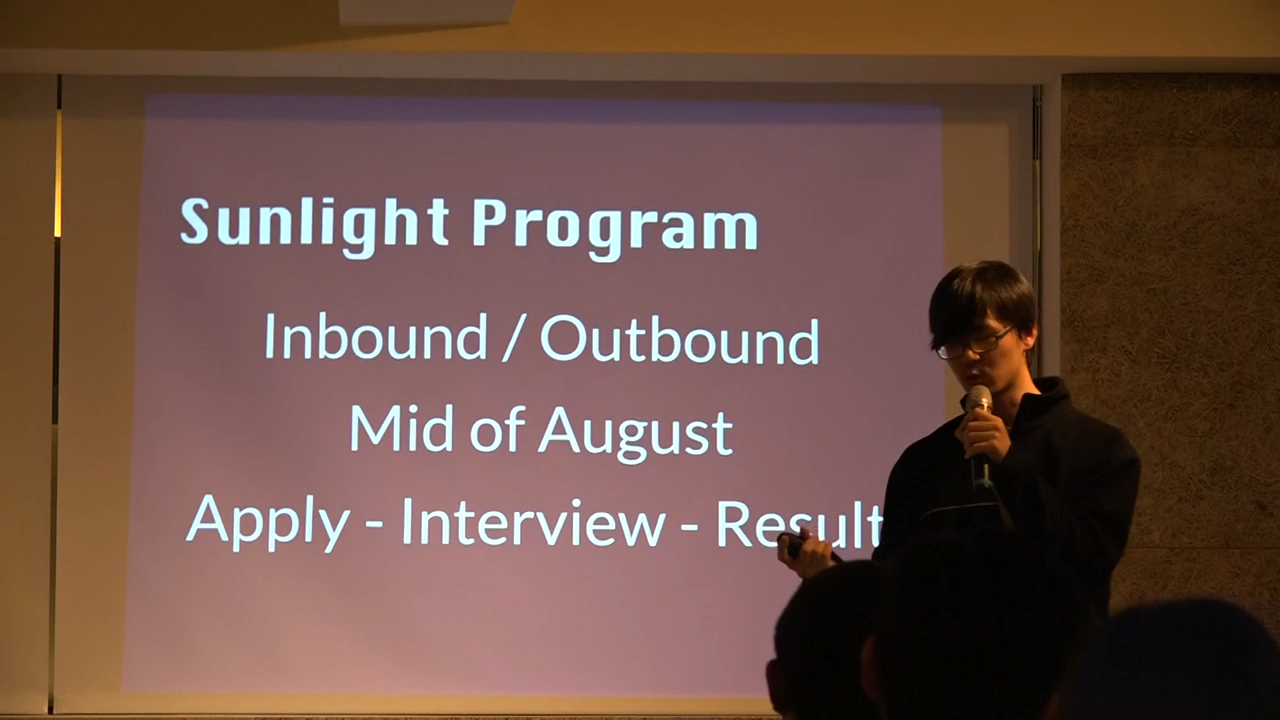 Sunlight Program
Inbound / Outbound
Mid of August
Apply - Interview - Result